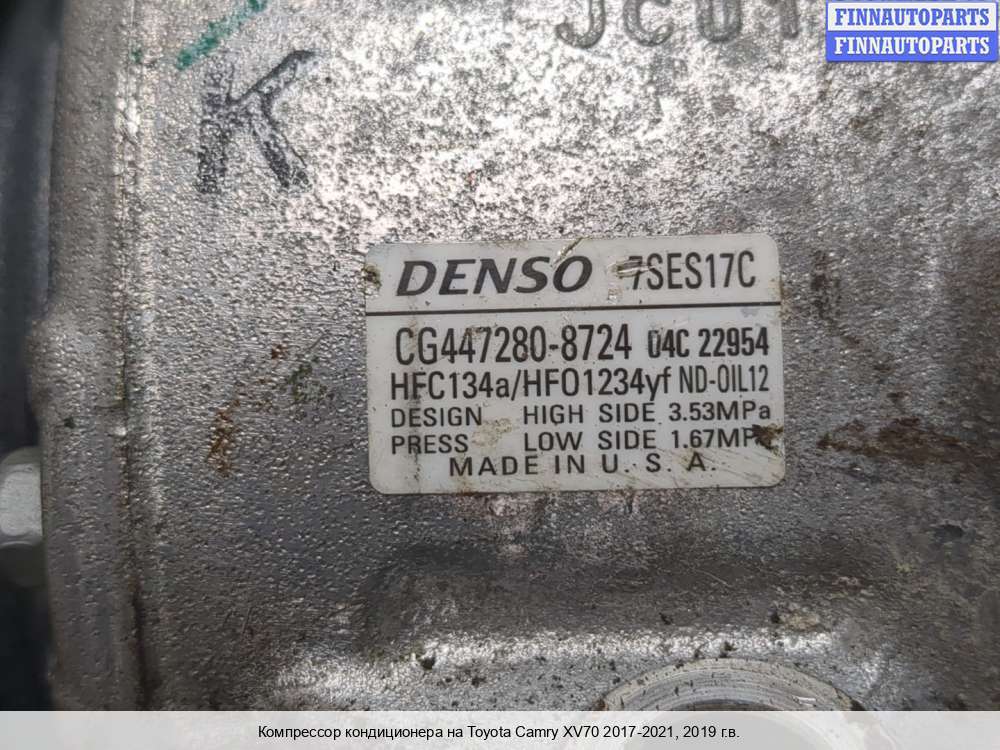 FINNAUTOPARTS
FINNAUTOPARTS
K
DENSO 7SES17C
CG447280-8724 04C 22954
HFC134a/HFO1234yf ND-OIL12
DESIGN HIGH SIDE 3.53MPa
PRESS LOW SIDE 1.67MPa
MADE IN U.S.A.
Компрессор кондиционера на Toyota Camry XV70 2017-2021, 2019 г.в.